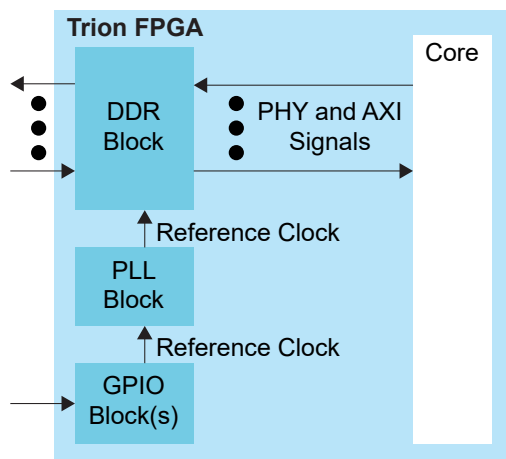 Trion FPGA
Core
DDR
Block
PHY and AXI
Signals
Reference Clock
PLL
Block
Reference Clock
GPIO
Block(s)